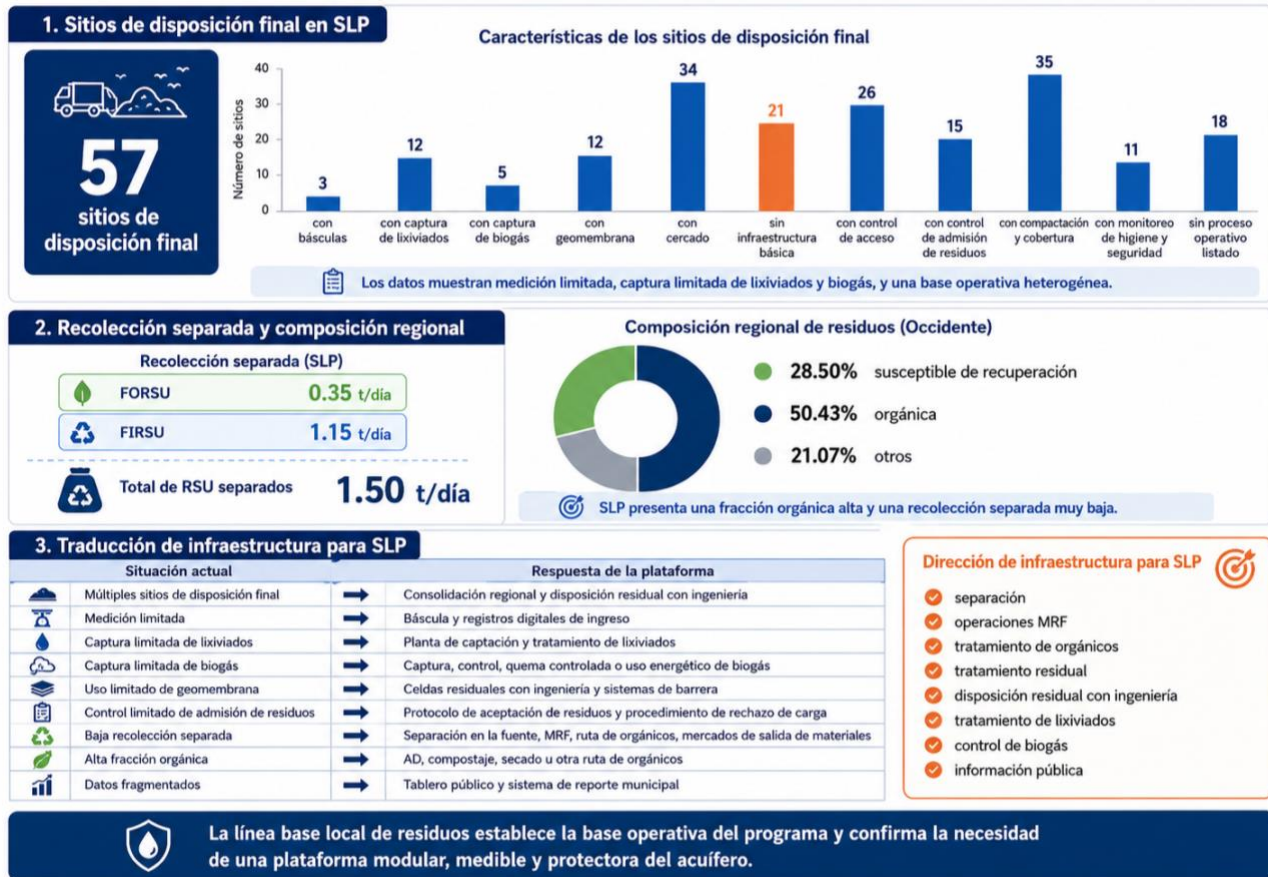 1. Sitios de disposición final en SLP
57
sitios de
disposición final
Características de los sitios de disposición final
Número de sitios
40
30
20
10
0
3
12
5
12
34
21
26
15
35
11
18
con
básculas
con captura
de lixiviados
con captura
de biogás
con
geomembrana
con
cercado
sin
infraestructura
básica
con control
de acceso
con control
de admisión
de residuos
con compactación
y cobertura
con monitoreo
de higiene y
seguridad
sin proceso
operativo
listado
Los datos muestran medición limitada, captura limitada de lixiviados y biogás, y una base operativa heterogénea.
2. Recolección separada y composición regional
Recolección separada (SLP)
FORSU 0.35 t/día
FIRSU 1.15 t/día
Total de RSU separados 1.50 t/día
Composición regional de residuos (Occidente)
28.50% susceptible de recuperación
50.43% orgánica
21.07% otros
SLP presenta una fracción orgánica alta y una recolección separada muy baja.
3. Traducción de infraestructura para SLP
Situación actual Respuesta de la plataforma
Múltiples sitios de disposición final Consolidación regional y disposición residual con ingeniería
Medición limitada Báscula y registros digitales de ingreso
Captura limitada de lixiviados Planta de captación y tratamiento de lixiviados
Captura limitada de biogás Captura, control, quema controlada o uso energético de biogás
Uso limitado de geomembrana Celdas residuales con ingeniería y sistemas de barrera
Control limitado de admisión de residuos Protocolo de aceptación de residuos y procedimiento de rechazo de carga
Baja recolección separada Separación en la fuente, MRF, ruta de orgánicos, mercados de salida de materiales
Alta fracción orgánica AD, compostaje, secado u otra ruta de orgánicos
Datos fragmentados Tablero público y sistema de reporte municipal
Dirección de infraestructura para SLP
separación
operaciones MRF
tratamiento de orgánicos
tratamiento residual
disposición residual con ingeniería
tratamiento de lixiviados
control de biogás
información pública
La línea base local de residuos establece la base operativa del programa y confirma la necesidad
de una plataforma modular, medible y protectora del acuífero.